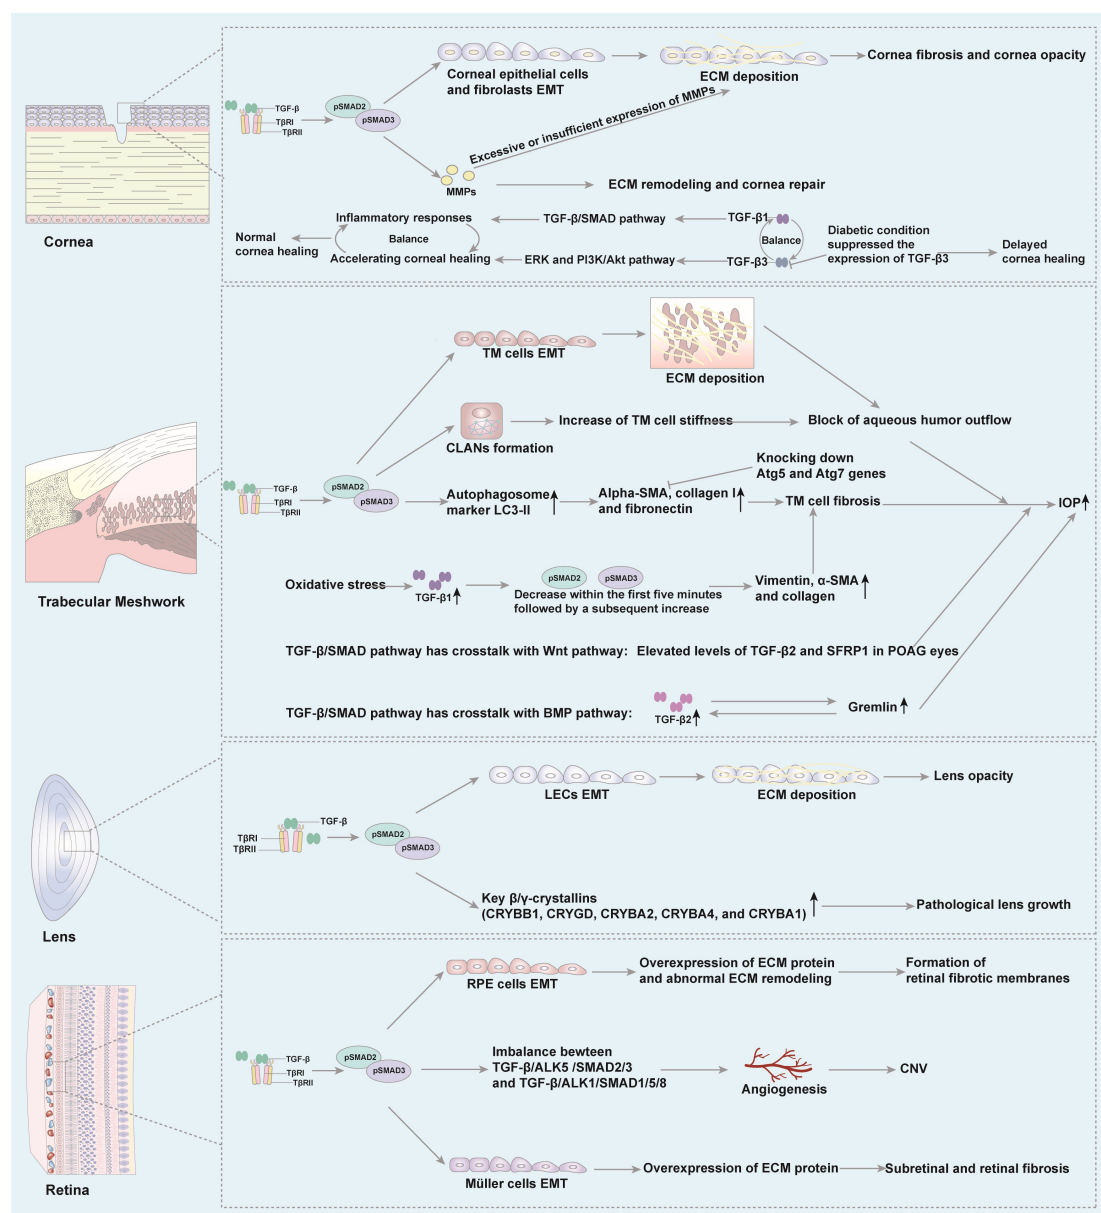 Corneal epithelial cells
and fibrolasts EMT
ECM deposition
Cornea fibrosis and cornea opacity
TGF-β
TβRI
TβRII
pSMAD2
pSMAD3
Excessive or insufficient expression of MMPs
MMPs
ECM remodeling and cornea repair
Cornea
Normal
cornea healing
Inflammatory responses
Balance
Accelerating corneal healing
TGF-β/SMAD pathway
ERK and PI3K/Akt pathway
TGF-β1
Balance
TGF-β3
Diabetic condition
suppressed the
expression of TGF-β3
Delayed
cornea healing
TM cells EMT
ECM deposition
CLANs formation
Increase of TM cell stiffness
Block of aqueous humor outflow
Knocking down
Atg5 and Atg7 genes
TGF-β
TβRI
TβRII
pSMAD2
pSMAD3
Autophagosome
marker LC3-II
Alpha-SMA, collagen I
and fibronectin
TM cell fibrosis
IOP
Trabecular Meshwork
Oxidative stress
TGF-β1
pSMAD2
pSMAD3
Decrease within the first five minutes
followed by a subsequent increase
Vimentin, α-SMA
and collagen
TGF-β/SMAD pathway has crosstalk with Wnt pathway: Elevated levels of TGF-β2 and SFRP1 in POAG eyes
TGF-β/SMAD pathway has crosstalk with BMP pathway:
TGF-β2
Gremlin
LECs EMT
ECM deposition
Lens opacity
TGF-β
TβRI
TβRII
pSMAD2
pSMAD3
Key β/γ-crystallins
(CRYBB1, CRYGD, CRYBA2, CRYBA4, and CRYBA1)
Pathological lens growth
Lens
RPE cells EMT
Overexpression of ECM protein
and abnormal ECM remodeling
Formation of
retinal fibrotic membranes
TGF-β
TβRI
TβRII
pSMAD2
pSMAD3
Imbalance bewteen
TGF-β/ALK5 /SMAD2/3
and TGF-β/ALK1/SMAD1/5/8
Angiogenesis
CNV
Müller cells EMT
Overexpression of ECM protein
Subretinal and retinal fibrosis
Retina